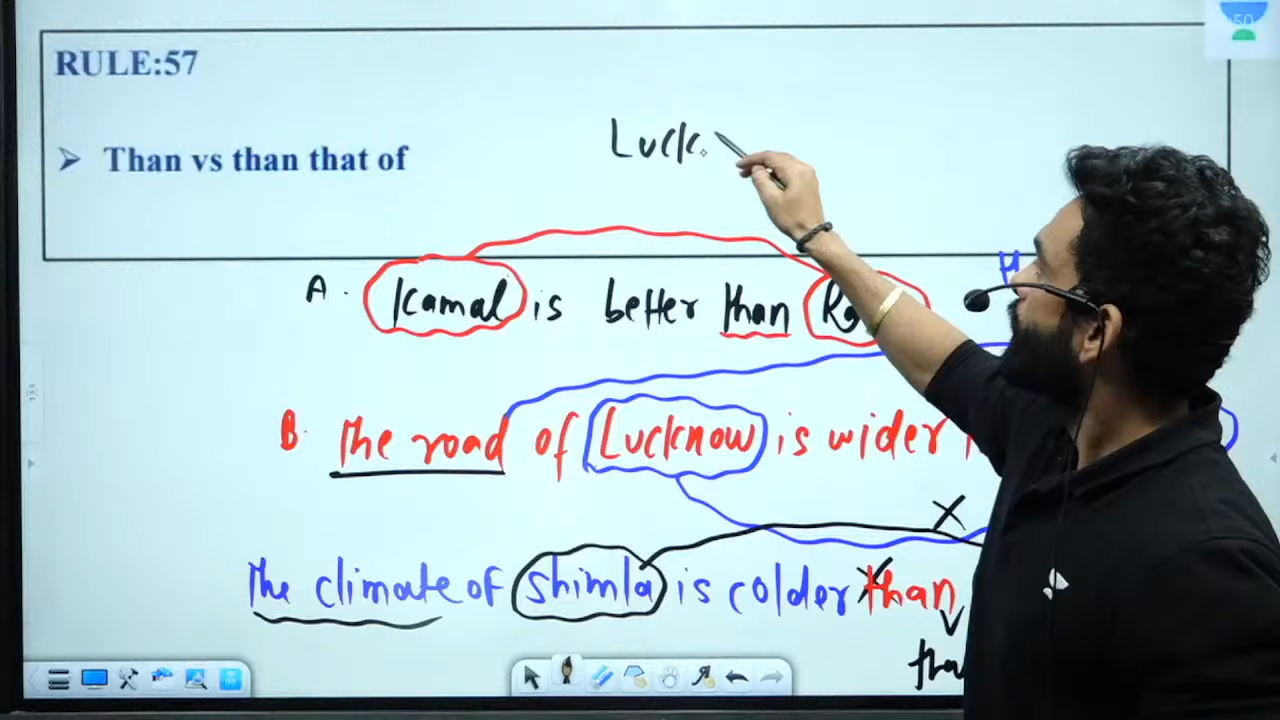 50
RULE:57
➤ Than vs than that of
Luck
A. Kamal is better than
B. The road of Lucknow is wider
The climate of shimla is colder than